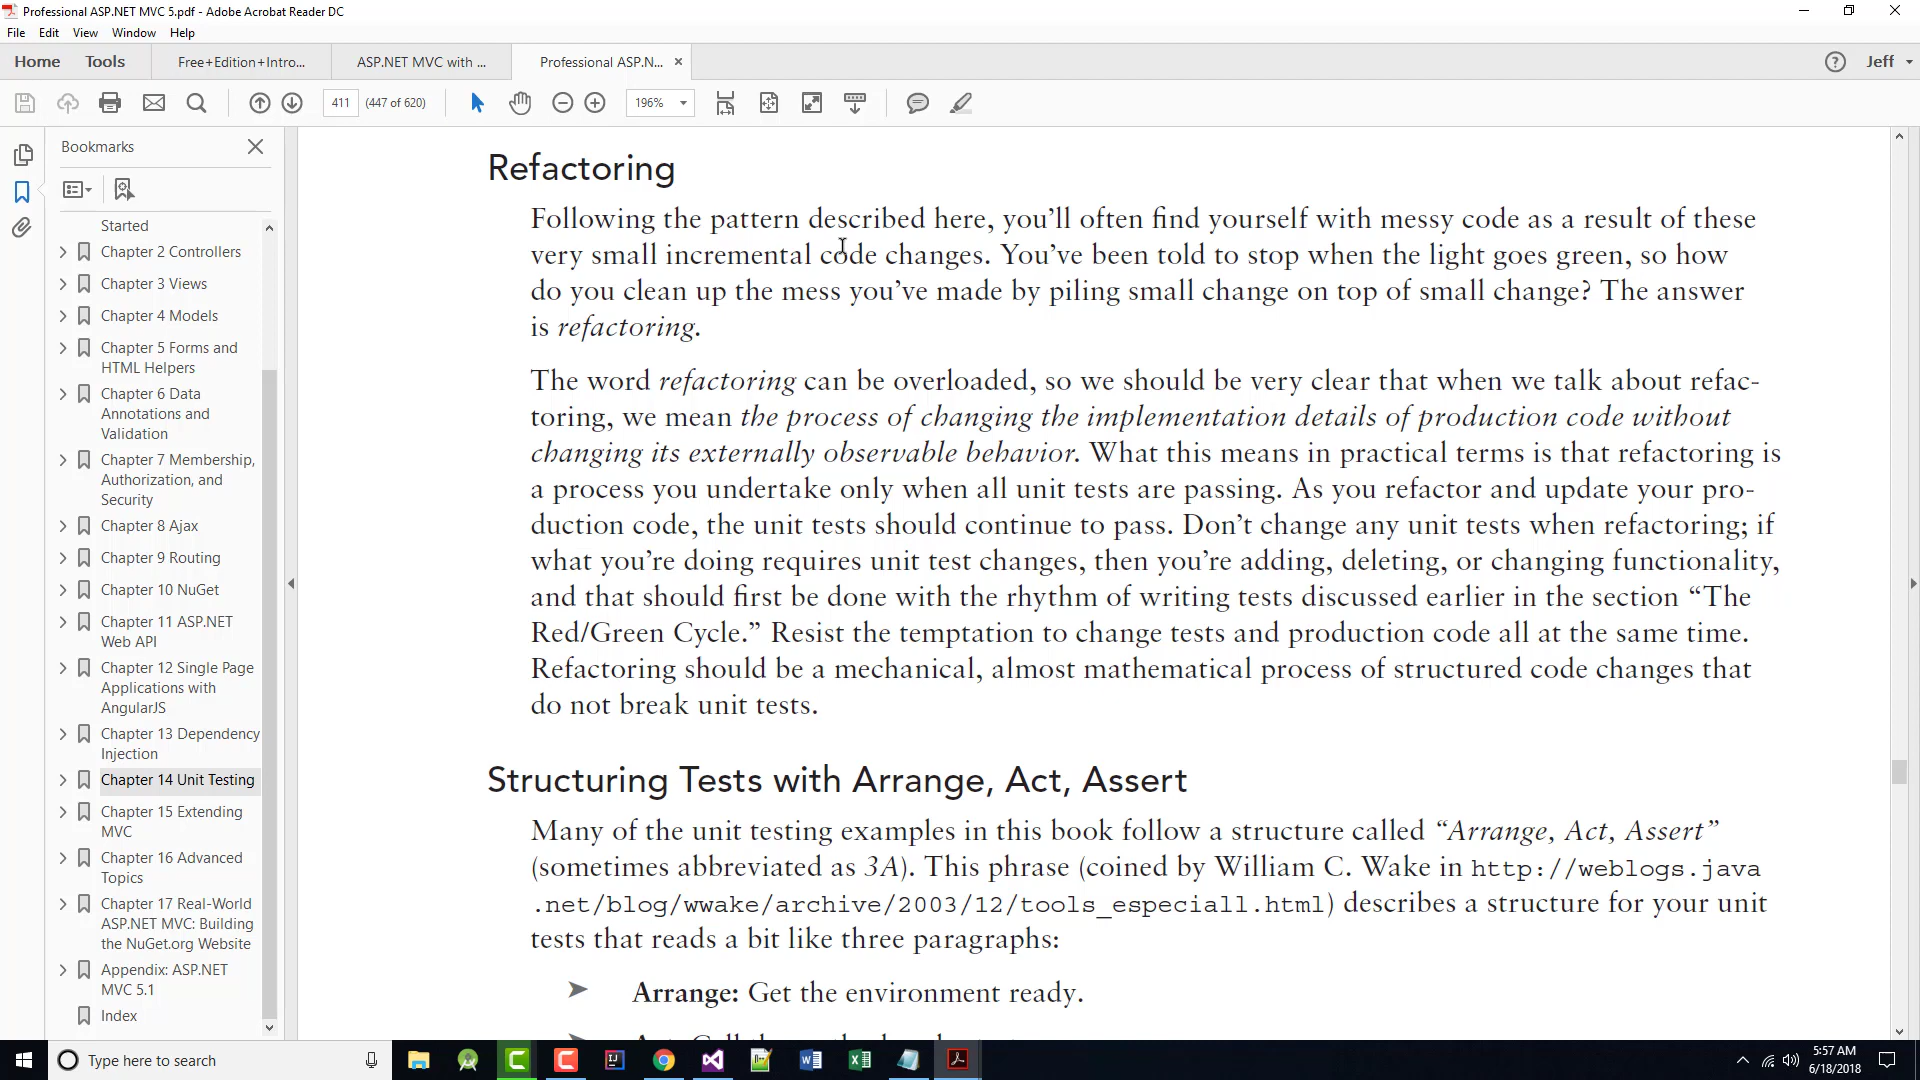 Professional ASP.NET MVC 5.pdf - Adobe Acrobat Reader DC
File Edit View Window Help
Home Tools Free+Edition+Intro... ASP.NET MVC with ... Professional ASP.N... Jeff
411 (447 of 620) 196%
Bookmarks
Started
Chapter 2 Controllers
Chapter 3 Views
Chapter 4 Models
Chapter 5 Forms and
HTML Helpers
Chapter 6 Data
Annotations and
Validation
Chapter 7 Membership,
Authorization, and
Security
Chapter 8 Ajax
Chapter 9 Routing
Chapter 10 NuGet
Chapter 11 ASP.NET
Web API
Chapter 12 Single Page
Applications with
AngularJS
Chapter 13 Dependency
Injection
Chapter 14 Unit Testing
Chapter 15 Extending
MVC
Chapter 16 Advanced
Topics
Chapter 17 Real-World
ASP.NET MVC: Building
the NuGet.org Website
Appendix: ASP.NET
MVC 5.1
Index
Refactoring
Following the pattern described here, you’ll often find yourself with messy code as a result of these
very small incremental code changes. You’ve been told to stop when the light goes green, so how
do you clean up the mess you’ve made by piling small change on top of small change? The answer
is refactoring.
The word refactoring can be overloaded, so we should be very clear that when we talk about refac-
toring, we mean the process of changing the implementation details of production code without
changing its externally observable behavior. What this means in practical terms is that refactoring is
a process you undertake only when all unit tests are passing. As you refactor and update your pro-
duction code, the unit tests should continue to pass. Don’t change any unit tests when refactoring; if
what you’re doing requires unit test changes, then you’re adding, deleting, or changing functionality,
and that should first be done with the rhythm of writing tests discussed earlier in the section “The
Red/Green Cycle.” Resist the temptation to change tests and production code all at the same time.
Refactoring should be a mechanical, almost mathematical process of structured code changes that
do not break unit tests.
Structuring Tests with Arrange, Act, Assert
Many of the unit testing examples in this book follow a structure called “Arrange, Act, Assert”
(sometimes abbreviated as 3A). This phrase (coined by William C. Wake in http://weblogs.java
.net/blog/wwake/archive/2003/12/tools_especiall.html) describes a structure for your unit
tests that reads a bit like three paragraphs:
Arrange: Get the environment ready.
Type here to search
5:57 AM
6/18/2018